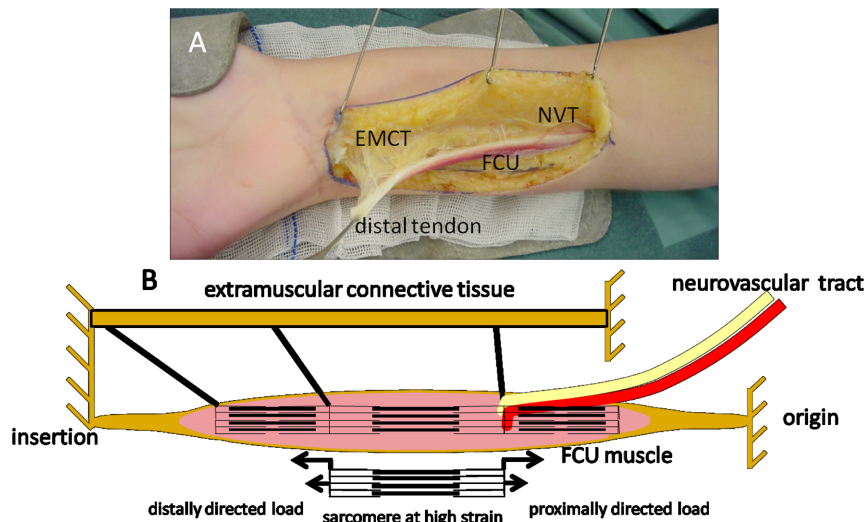 A
NVT
EMCT
FCU
distal tendon
B
extramuscular connective tissue
neurovascular tract
insertion
origin
FCU muscle
distally directed load
sarcomere at high strain
proximally directed load